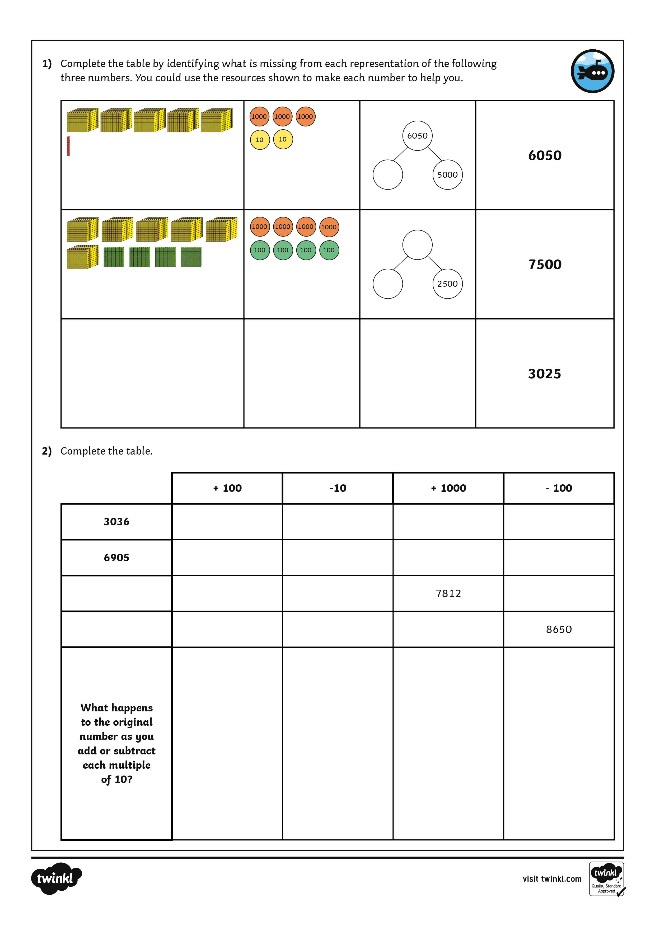 1) Complete the table by identifying what is missing from each representation of the following
three numbers. You could use the resources shown to make each number to help you.
1000 1000 1000
10 10
6050
5000
6050
1000 1000 1000 1000
100 100 100 100
2500
7500
3025
2) Complete the table.
+ 100 -10 + 1000 - 100
3036
6905
7812
8650
What happens
to the original
number as you
add or subtract
each multiple
of 10?
twinkl
visit twinkl.com
twinkl
Quality Standard
Approved